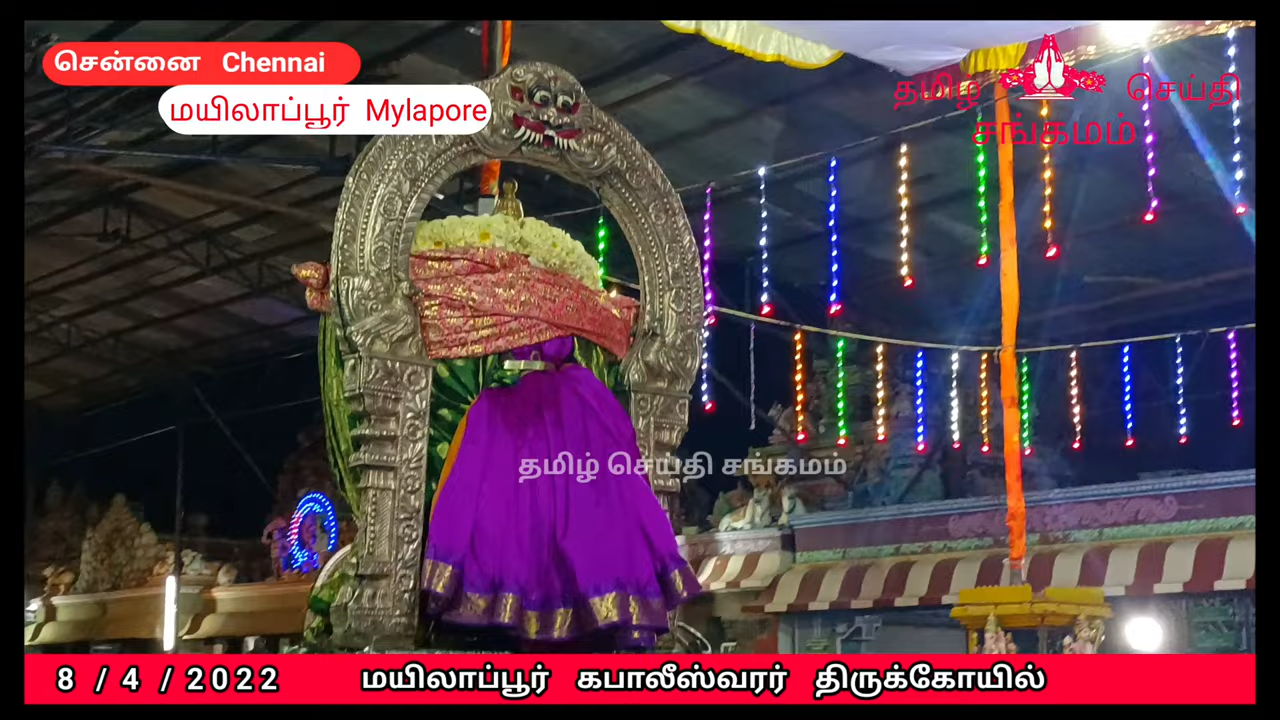 சென்னை Chennai
மயிலாப்பூர் Mylapore
தமிழ் செய்தி
சங்கமம்
தமிழ் செய்தி சங்கமம்
8 / 4 / 2022 மயிலாப்பூர் கபாலீஸ்வரர் திருக்கோயில்